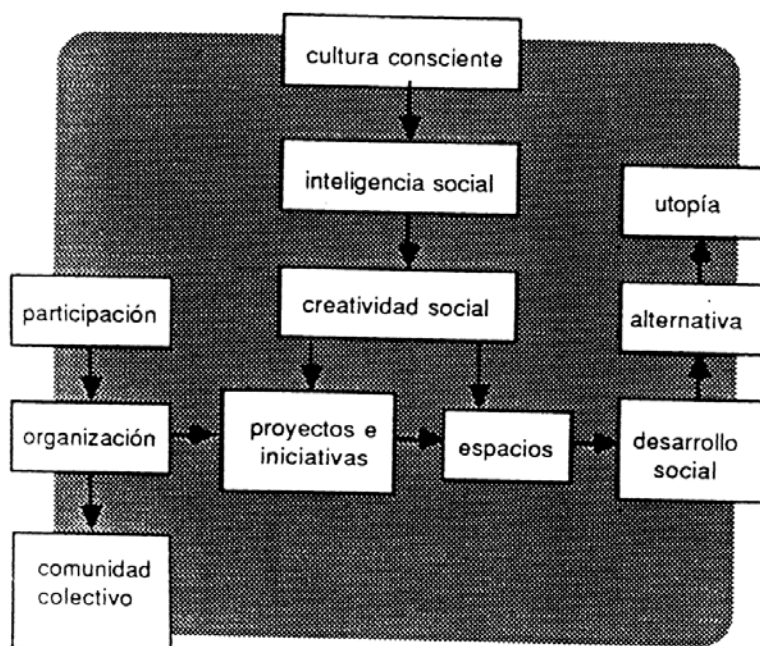 cultura consciente
inteligencia social
utopía
creatividad social
participación
alternativa
organización
proyectos e
iniciativas
espacios
desarrollo
social
comunidad
colectivo